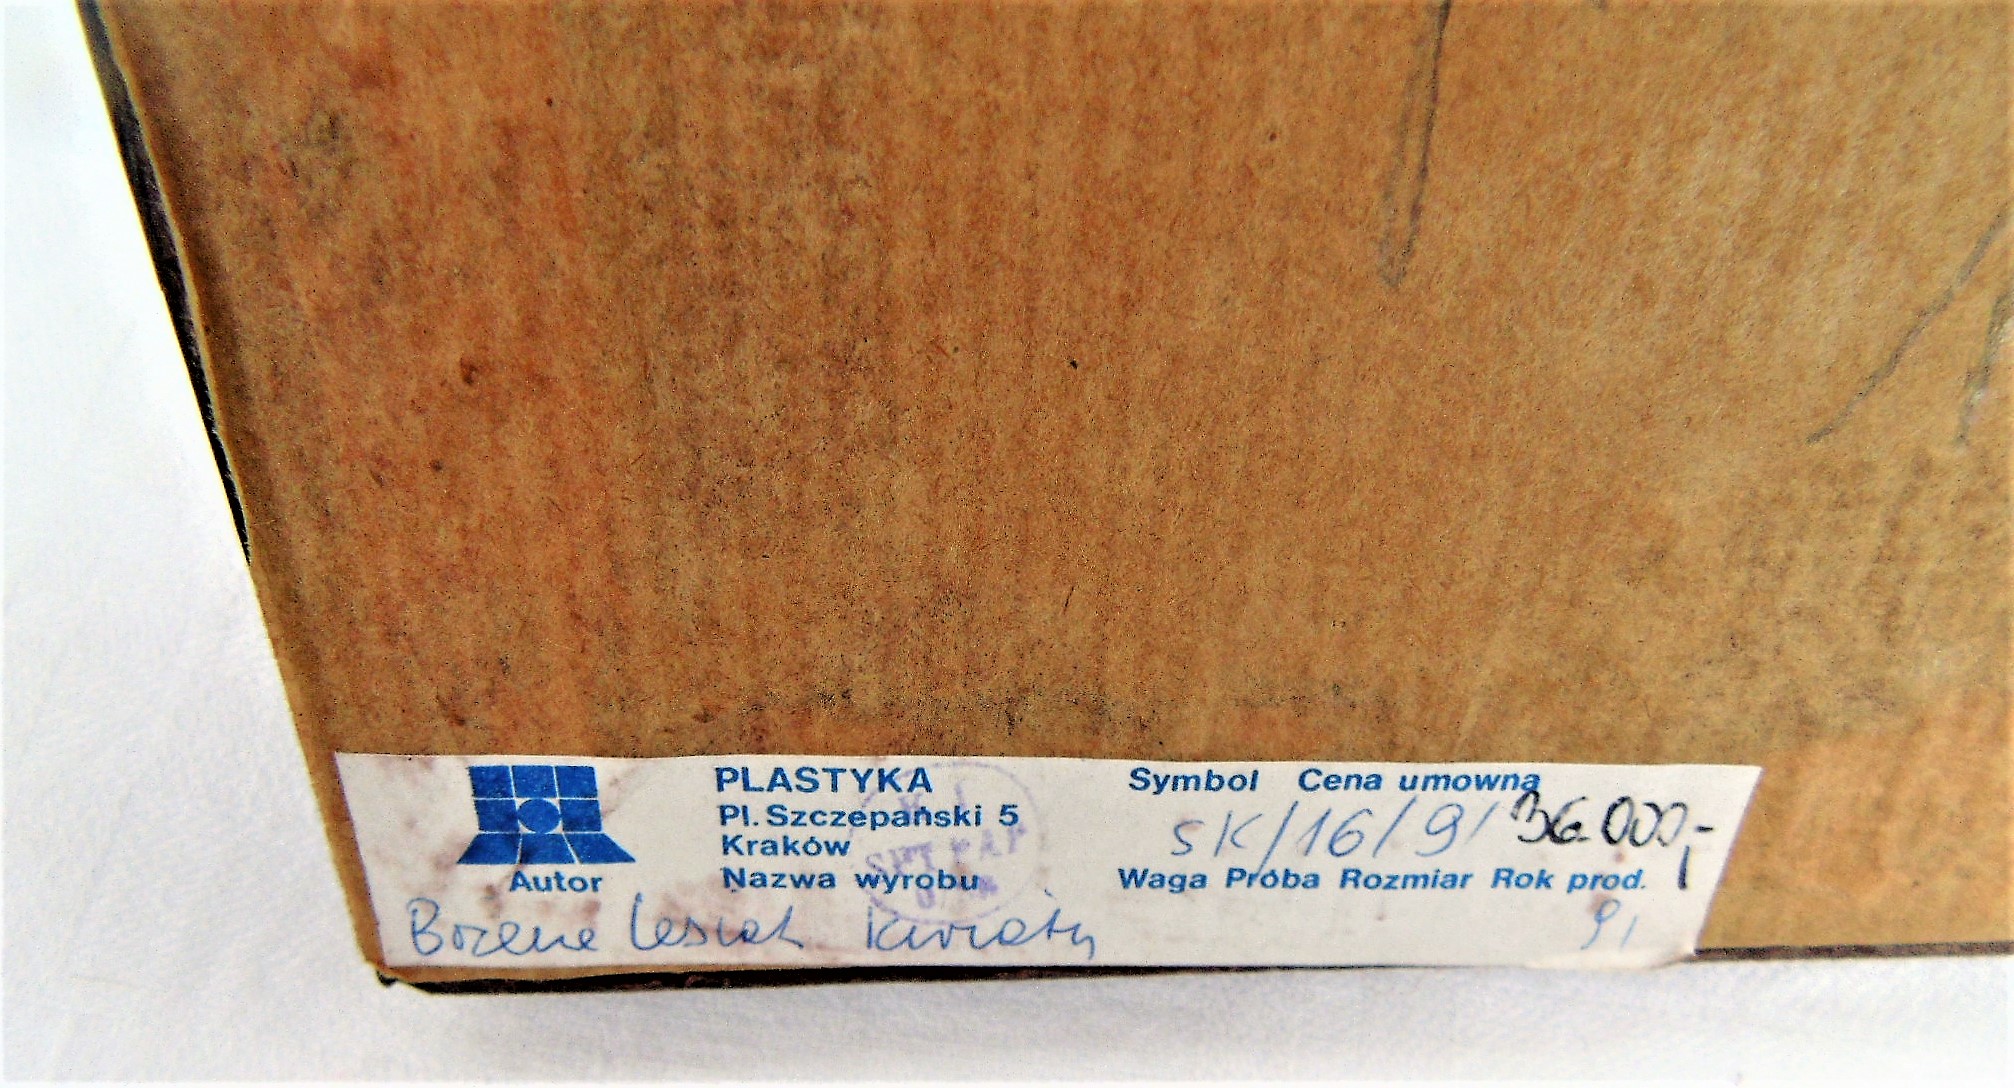 PLASTYKA
Pl. Szczepański 5
Kraków
Autor
Nazwa wyrobu
Bożena Lesiak Kwiaty
Symbol Cena umowna
SK/16/91 36.000,-
Waga Próba Rozmiar Rok prod.
91